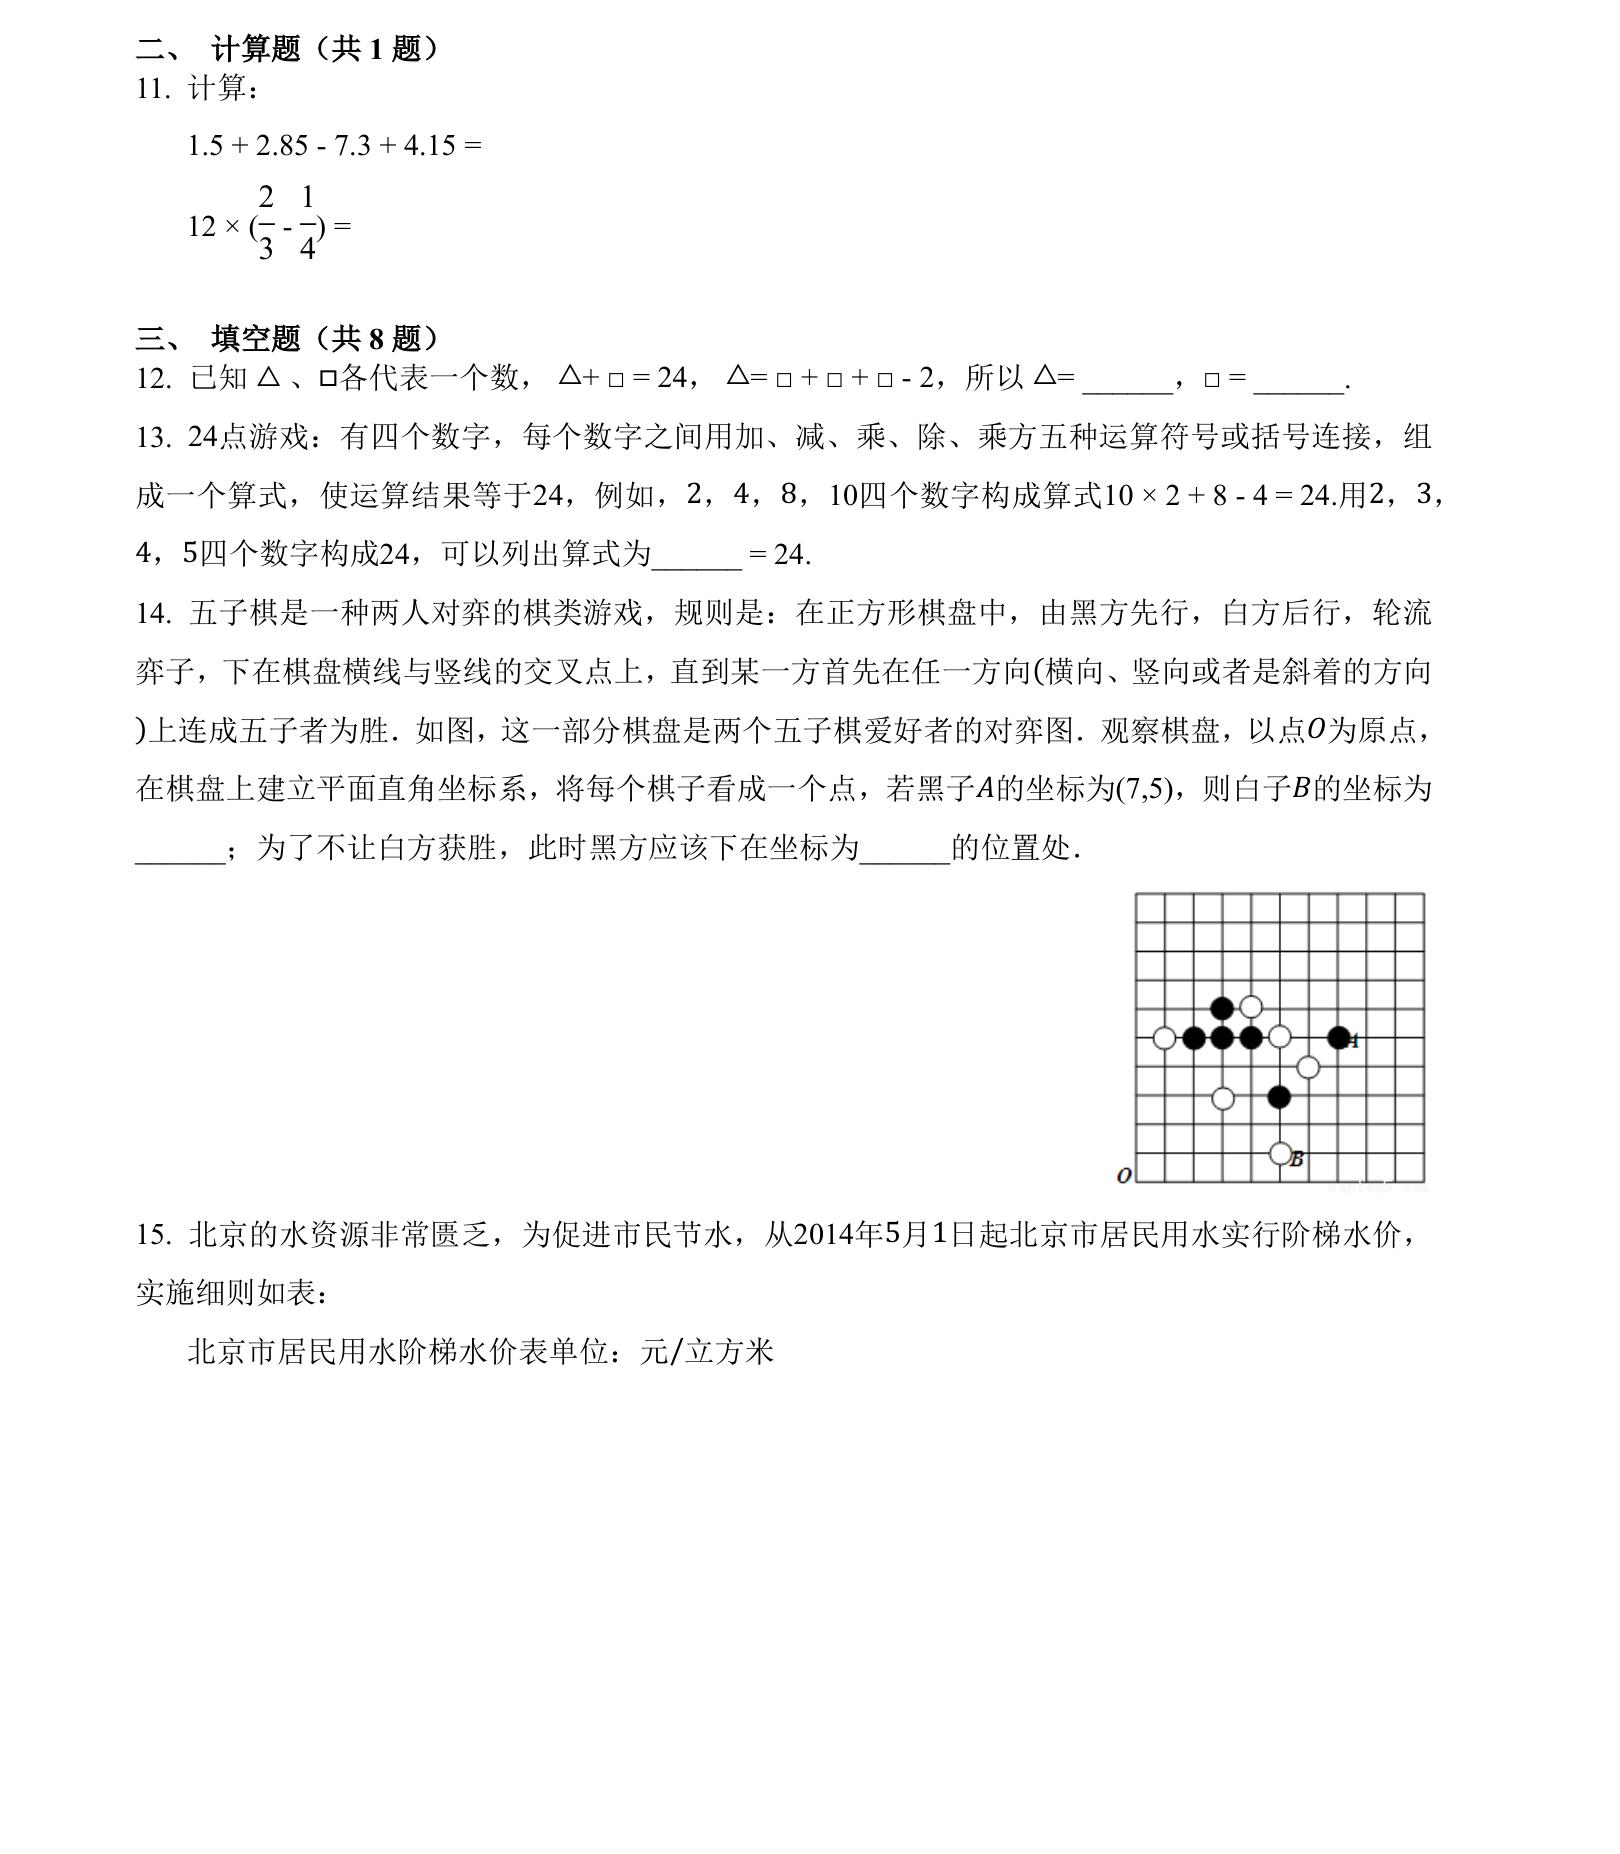 二、 计算题（共 1 题）
11. 计算：
1.5 + 2.85 - 7.3 + 4.15 =
12 × (2/3 - 1/4) =
三、 填空题（共 8 题）
12. 已知 △ 、□各代表一个数， △+ □ = 24， △= □ + □ + □ - 2，所以 △= ______，□ = ______.
13. 24点游戏：有四个数字，每个数字之间用加、减、乘、除、乘方五种运算符号或括号连接，组
成一个算式，使运算结果等于24，例如，2，4，8，10四个数字构成算式10 × 2 + 8 - 4 = 24.用2，3，
4，5四个数字构成24，可以列出算式为______ = 24.
14. 五子棋是一种两人对弈的棋类游戏，规则是：在正方形棋盘中，由黑方先行，白方后行，轮流
弈子，下在棋盘横线与竖线的交叉点上，直到某一方首先在任一方向(横向、竖向或者是斜着的方向
)上连成五子者为胜．如图，这一部分棋盘是两个五子棋爱好者的对弈图．观察棋盘，以点O为原点，
在棋盘上建立平面直角坐标系，将每个棋子看成一个点，若黑子A的坐标为(7,5)，则白子B的坐标为
______；为了不让白方获胜，此时黑方应该下在坐标为______的位置处．
A
B
O
15. 北京的水资源非常匮乏，为促进市民节水，从2014年5月1日起北京市居民用水实行阶梯水价，
实施细则如表：
北京市居民用水阶梯水价表单位：元/立方米